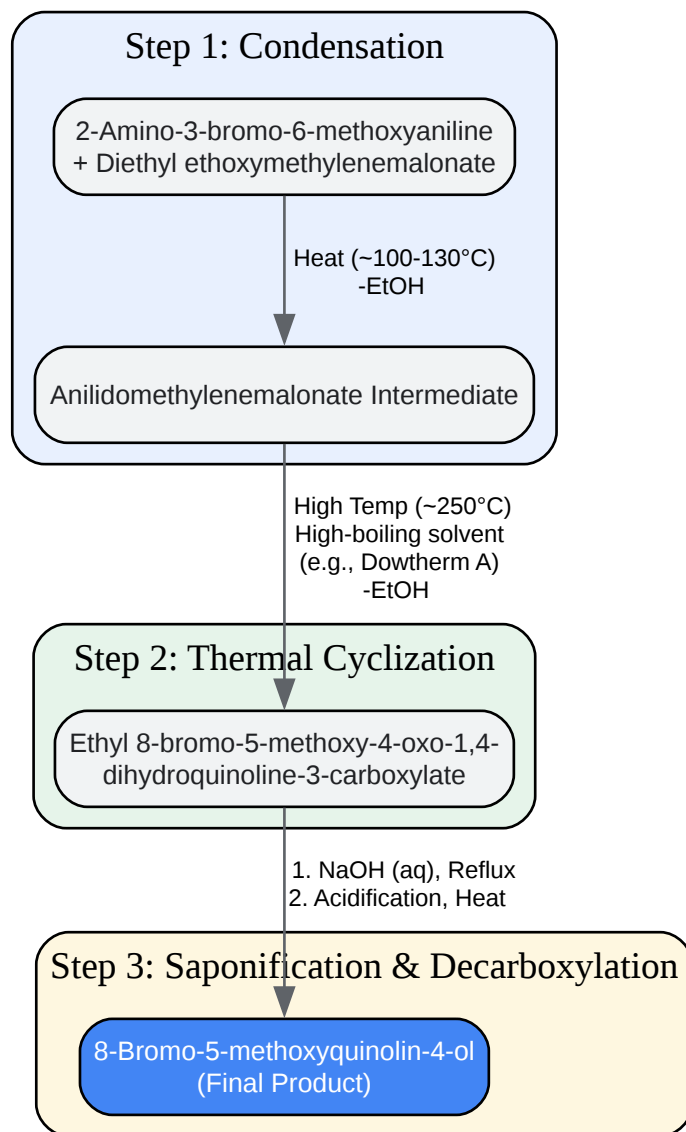 Step 1: Condensation
2-Amino-3-bromo-6-methoxyaniline
+ Diethyl ethoxymethylenemalonate
Heat (~100-130°C)
-EtOH
Anilidomethylenemalonate Intermediate
High Temp (~250°C)
High-boiling solvent
(e.g., Dowtherm A)
-EtOH
Step 2: Thermal Cyclization
Ethyl 8-bromo-5-methoxy-4-oxo-1,4-
dihydroquinoline-3-carboxylate
1. NaOH (aq), Reflux
2. Acidification, Heat
Step 3: Saponification & Decarboxylation
8-Bromo-5-methoxyquinolin-4-ol
(Final Product)